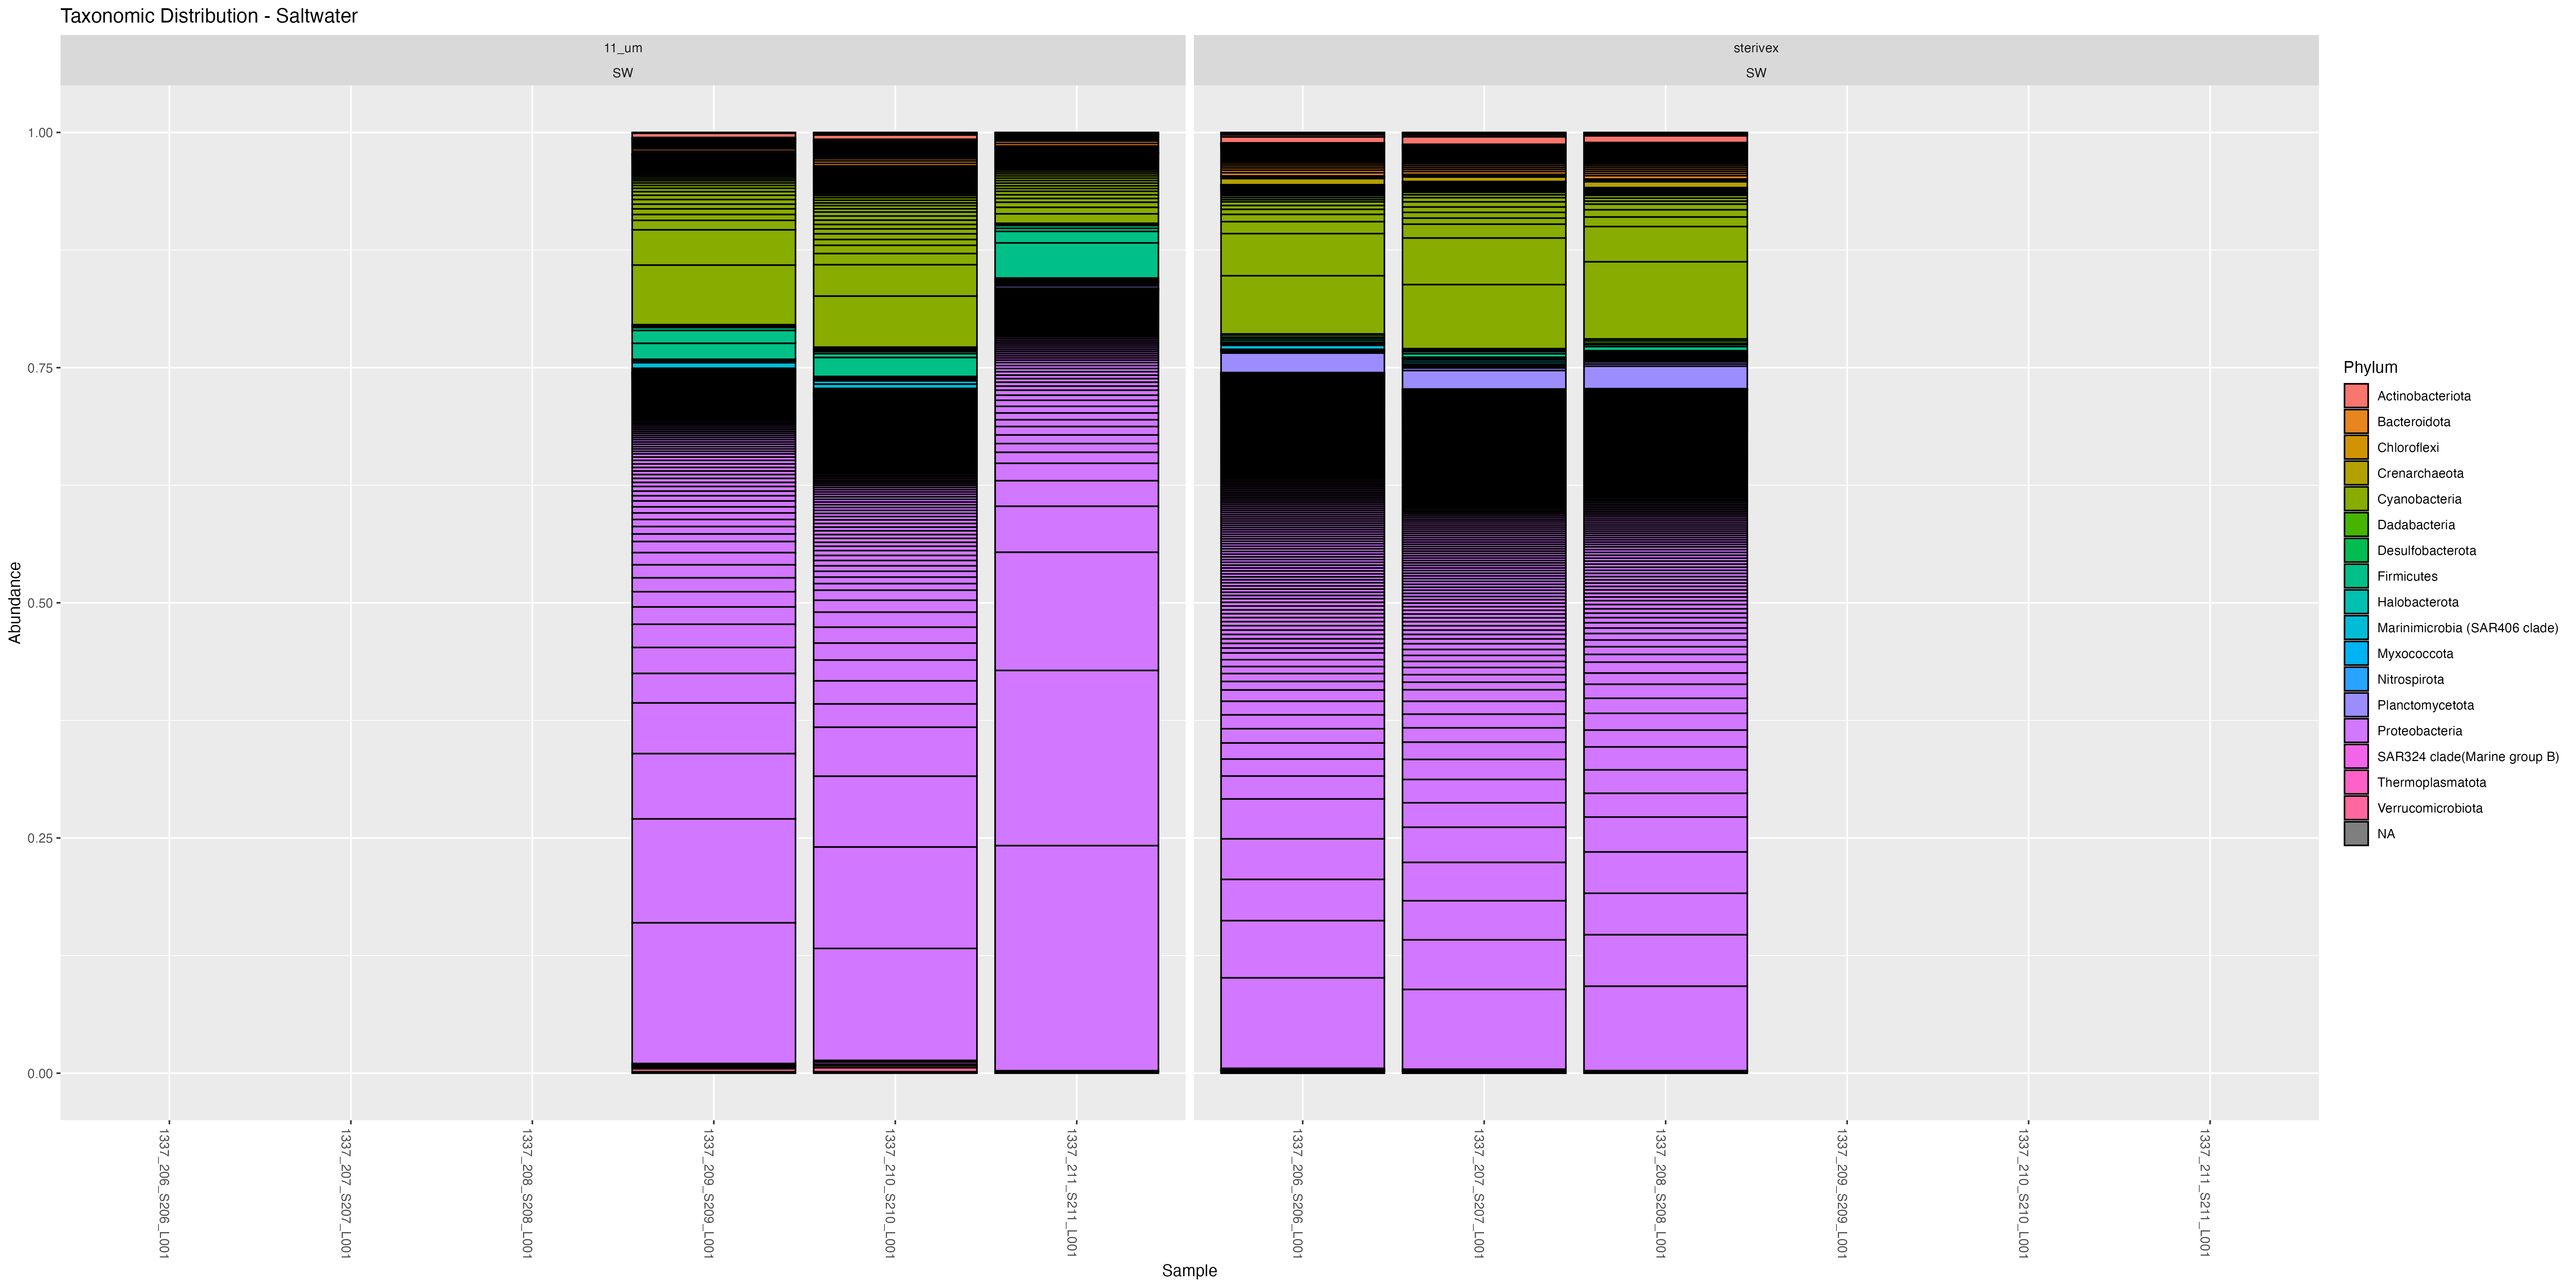 Taxonomic Distribution - Saltwater
11_um
SW
sterivex
SW
Abundance
1.00
0.75
0.50
0.25
0.00
1337_206_S206_L001
1337_207_S207_L001
1337_208_S208_L001
1337_209_S209_L001
1337_210_S210_L001
1337_211_S211_L001
1337_206_S206_L001
1337_207_S207_L001
1337_208_S208_L001
1337_209_S209_L001
1337_210_S210_L001
1337_211_S211_L001
Sample
Phylum
Actinobacteriota
Bacteroidota
Chloroflexi
Crenarchaeota
Cyanobacteria
Dadabacteria
Desulfobacterota
Firmicutes
Halobacterota
Marinimicrobia (SAR406 clade)
Myxococcota
Nitrospirota
Planctomycetota
Proteobacteria
SAR324 clade(Marine group B)
Thermoplasmatota
Verrucomicrobiota
NA